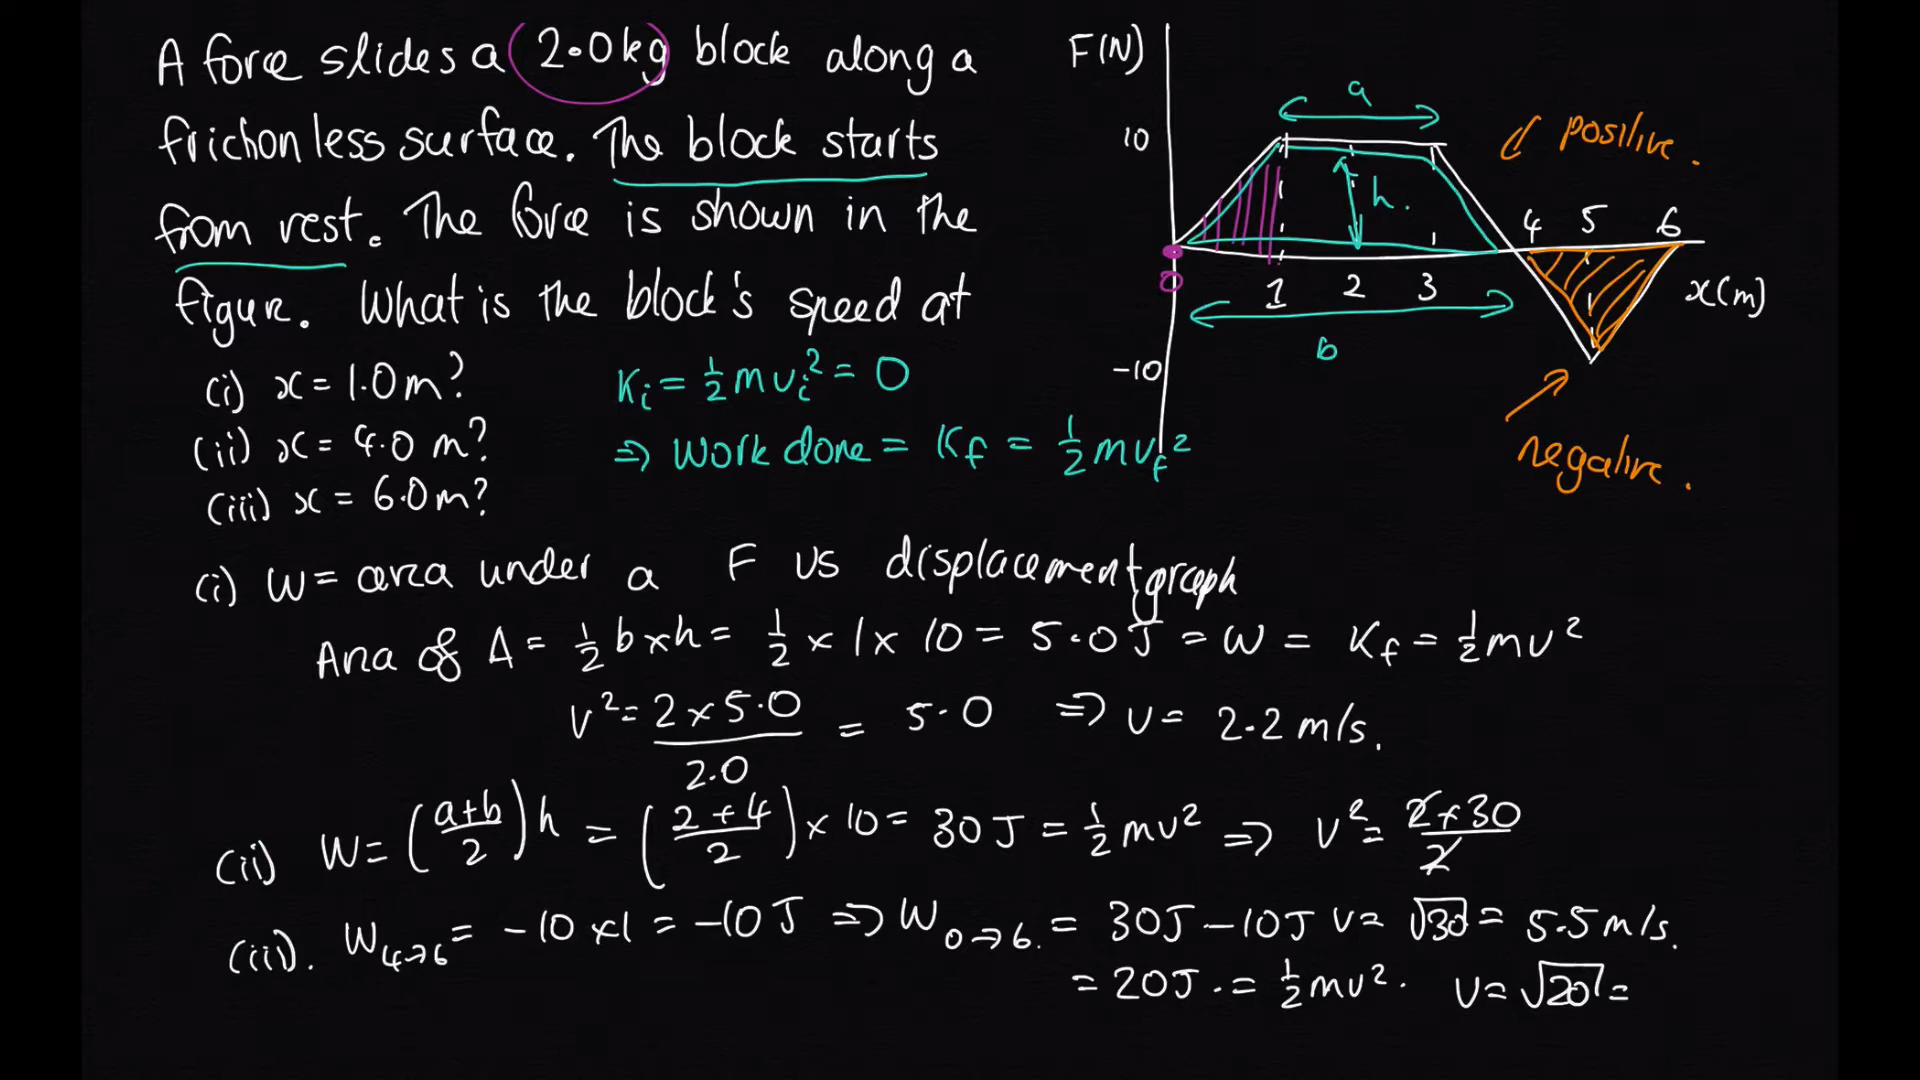 A force slides a 2.0kg block along a
frictionless surface. The block starts
from rest. The force is shown in the
figure. What is the block's speed at
(i) x = 1.0m?
(ii) x = 4.0 m?
(iii) x = 6.0m?
Ki = ½mvi² = 0
⇒ Work done = Kf = ½mvf²
F(N)
10
-10
0
1 2 3
4 5 6
x(m)
a
h.
b
positive.
negative.
(i) W = area under a F vs displacement graph
Area of Δ = ½ b x h = ½ x 1 x 10 = 5.0 J = W = Kf = ½mv²
v² = 2 x 5.0 / 2.0 = 5.0 ⇒ v = 2.2 m/s.
(ii) W = ((a+b)/2)h = ((2+4)/2) x 10 = 30J = ½mv² ⇒ v² = 2x30/2
(iii). W4→6 = -10 x1 = -10J ⇒ W0→6. = 30J - 10J v = √30 = 5.5m/s.
= 20J. = ½mv². v = √20 =